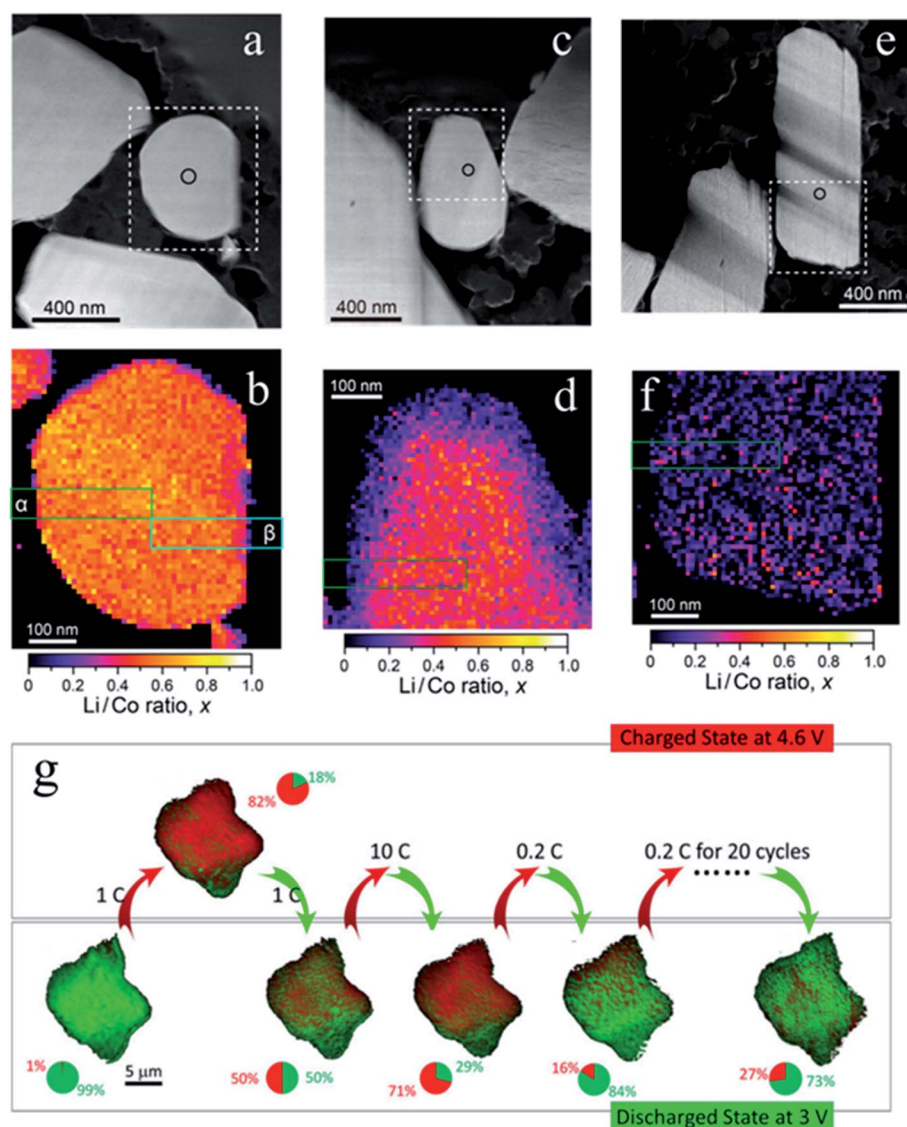 a
c
e
400 nm
400 nm
400 nm
b
α
β
100 nm
100 nm
d
f
100 nm
0 0.2 0.4 0.6 0.8 1.0
Li/Co ratio, x
0 0.2 0.4 0.6 0.8 1.0
Li/Co ratio, x
0 0.2 0.4 0.6 0.8 1.0
Li/Co ratio, x
Charged State at 4.6 V
g
18%
82%
1 C
1 C
10 C
0.2 C
0.2 C for 20 cycles
1%
99%
5 μm
50%
50%
71%
29%
16%
84%
27%
73%
Discharged State at 3 V